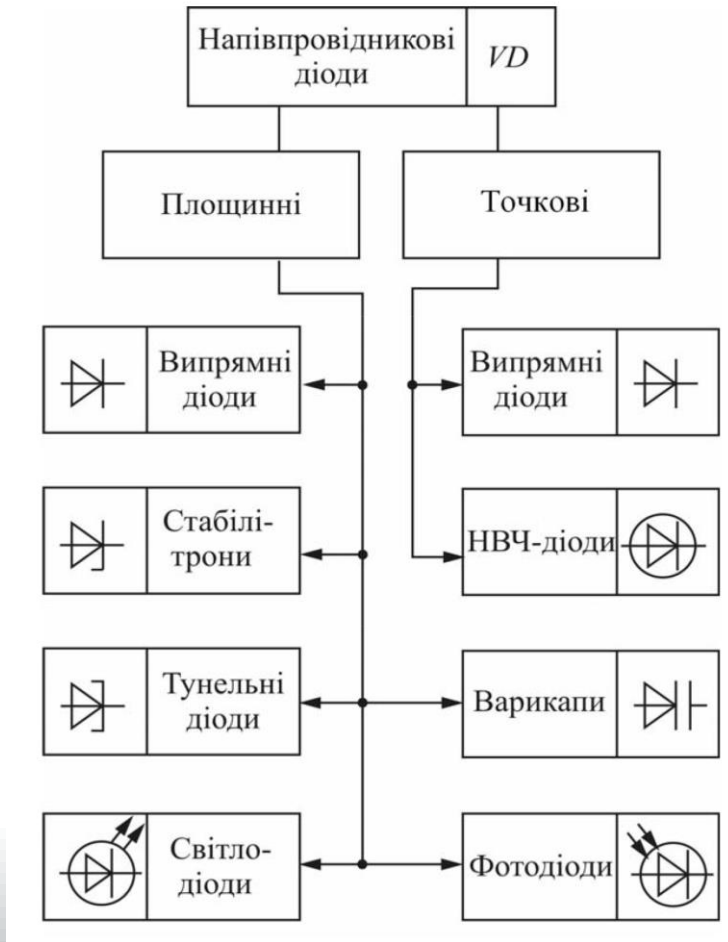 Напівпровідникові
діоди
VD
Площинні
Точкові
Випрямні
діоди
Випрямні
діоди
Стабілі-
трони
НВЧ-діоди
Тунельні
діоди
Варикапи
Світло-
діоди
Фотодіоди